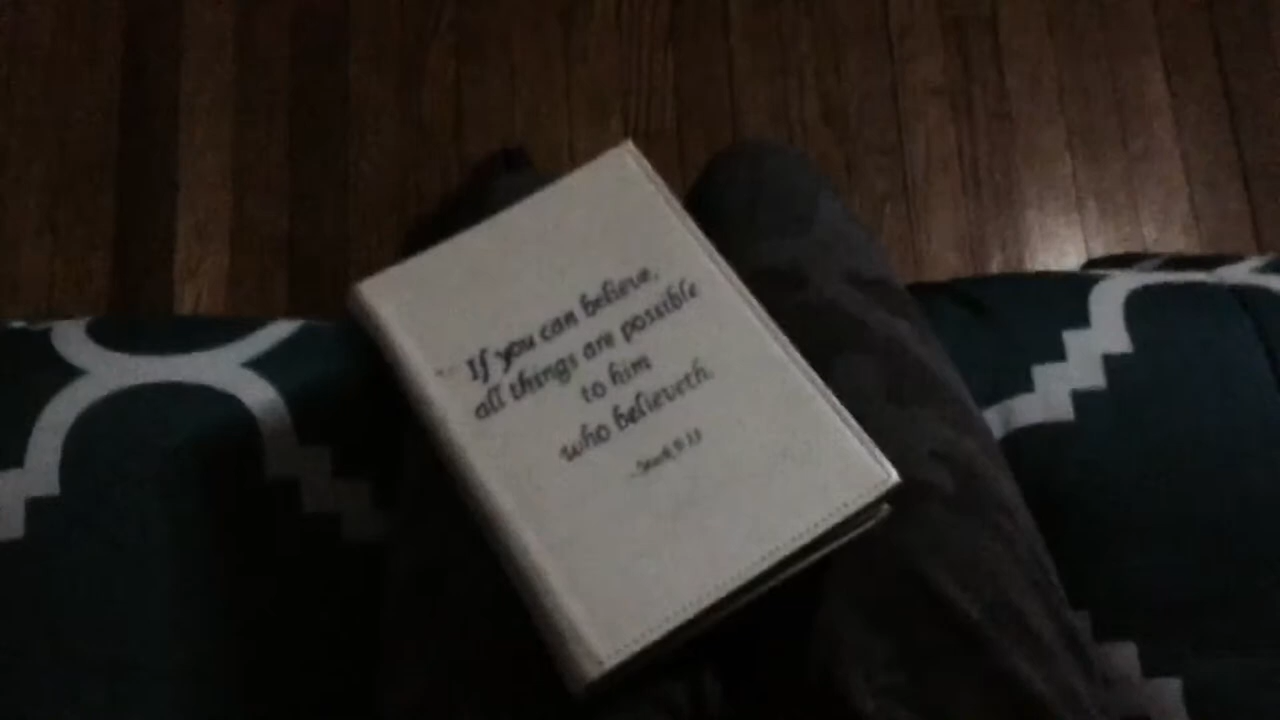 If you can believe,
all things are possible
to him
who believeth.